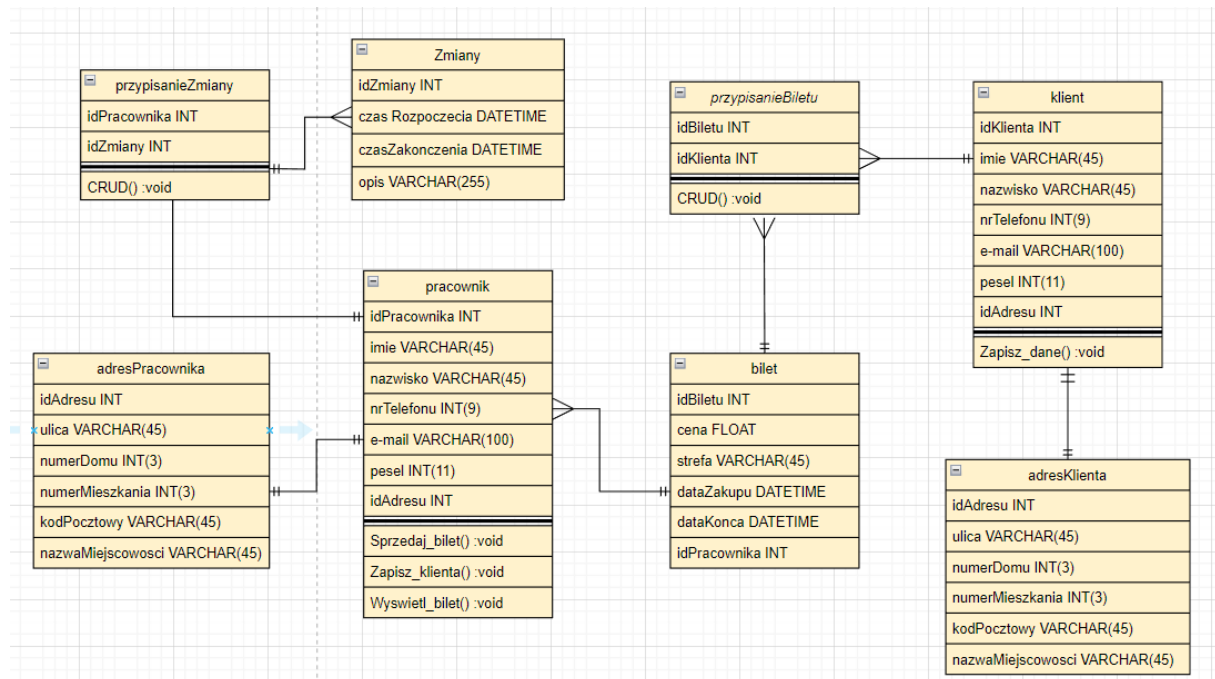 przypisanieZmiany
idPracownika INT
idZmiany INT
CRUD() :void
Zmiany
idZmiany INT
czas Rozpoczecia DATETIME
czasZakonczenia DATETIME
opis VARCHAR(255)
przypisanieBiletu
idBiletu INT
idKlienta INT
CRUD() :void
klient
idKlienta INT
imie VARCHAR(45)
nazwisko VARCHAR(45)
nrTelefonu INT(9)
e-mail VARCHAR(100)
pesel INT(11)
idAdresu INT
Zapisz_dane() :void
pracownik
idPracownika INT
imie VARCHAR(45)
nazwisko VARCHAR(45)
nrTelefonu INT(9)
e-mail VARCHAR(100)
pesel INT(11)
idAdresu INT
Sprzedaj_bilet() :void
Zapisz_klienta() :void
Wyswietl_bilet() :void
adresPracownika
idAdresu INT
ulica VARCHAR(45)
numerDomu INT(3)
numerMieszkania INT(3)
kodPocztowy VARCHAR(45)
nazwaMiejscowosci VARCHAR(45)
bilet
idBiletu INT
cena FLOAT
strefa VARCHAR(45)
dataZakupu DATETIME
dataKonca DATETIME
idPracownika INT
adresKlienta
idAdresu INT
ulica VARCHAR(45)
numerDomu INT(3)
numerMieszkania INT(3)
kodPocztowy VARCHAR(45)
nazwaMiejscowosci VARCHAR(45)